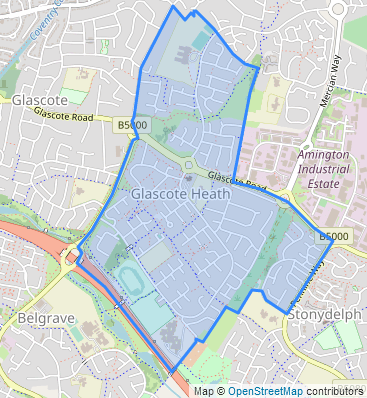 Coventry
Mercian Way
Glascote
Glascote Road
B5000
Amington
Industrial
Estate
Glascote Road
Glascote Heath
B5000
Pennine Way
Belgrave
Stonydelph
Map © OpenStreetMap contributors